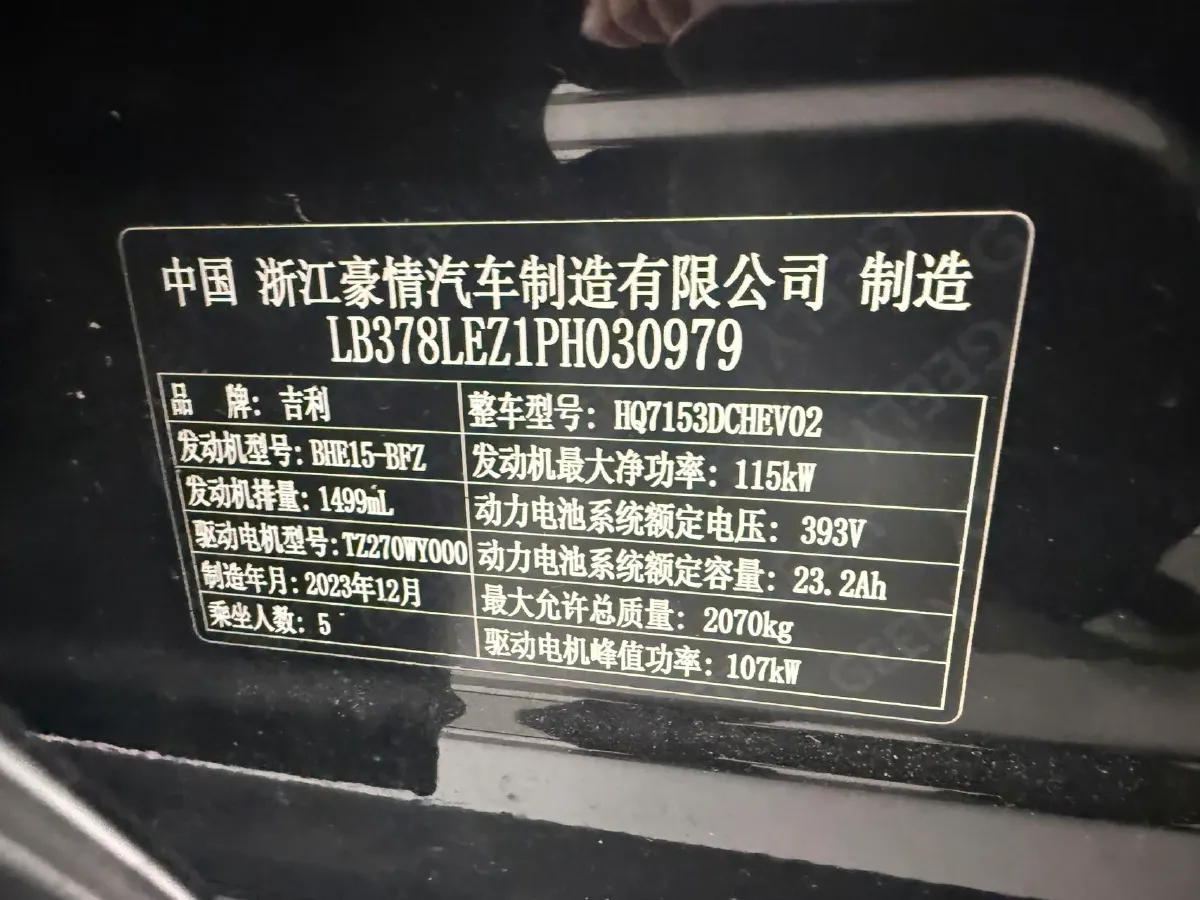 中国 浙江豪情汽车制造有限公司 制造
LB378LEZ1PH030979
品 牌：吉利
整车型号：HQ7153DCHEV02
发动机型号：BHE15-BFZ
发动机最大净功率：115kW
发动机排量：1499mL
动力电池系统额定电压：393V
驱动电机型号：TZ270WY000
动力电池系统额定容量：23.2Ah
制造年月：2023年12月
最大允许总质量：2070kg
乘坐人数：5
驱动电机峰值功率：107kW
GEELY